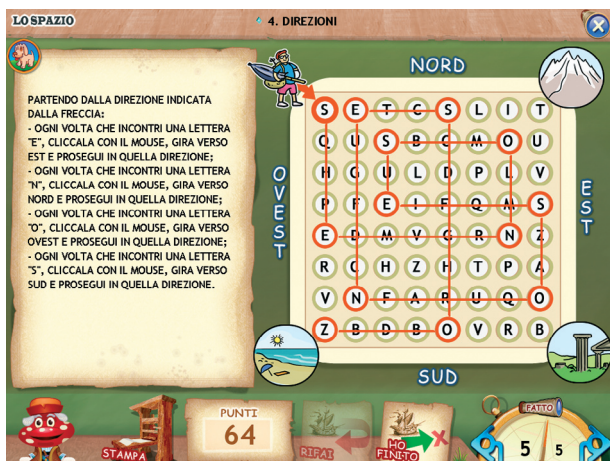 LO SPAZIO
4. DIREZIONI
PARTENDO DALLA DIREZIONE INDICATA
DALLA FRECCIA:
- OGNI VOLTA CHE INCONTRI UNA LETTERA
"E", CLICCALA CON IL MOUSE, GIRA VERSO
EST E PROSEGUI IN QUELLA DIREZIONE;
- OGNI VOLTA CHE INCONTRI UNA LETTERA
"N", CLICCALA CON IL MOUSE, GIRA VERSO
NORD E PROSEGUI IN QUELLA DIREZIONE;
- OGNI VOLTA CHE INCONTRI UNA LETTERA
"O", CLICCALA CON IL MOUSE, GIRA VERSO
OVEST E PROSEGUI IN QUELLA DIREZIONE;
- OGNI VOLTA CHE INCONTRI UNA LETTERA
"S", CLICCALA CON IL MOUSE, GIRA VERSO
SUD E PROSEGUI IN QUELLA DIREZIONE.
NORD
OVEST
S E T C S L I T
Q U S B C M O U
H G U L D P L V
P F E I F Q M S
E D M V G R N Z
R C H Z H T P A
V N F A R U Q O
Z B D B O V R B
EST
SUD
STAMPA
PUNTI
64
RIFAI
HO
FINITO
FATTO
5 5